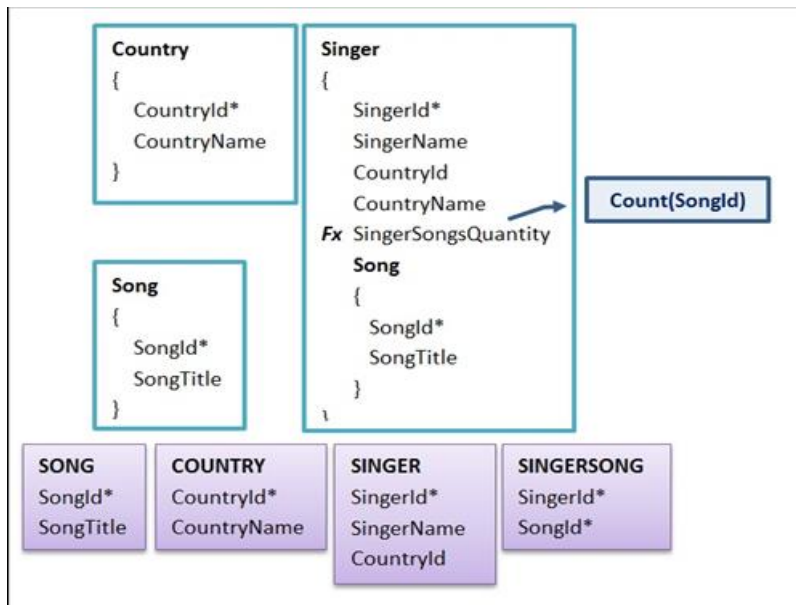 Country
{
CountryId*
CountryName
}
Singer
{
SingerId*
SingerName
CountryId
CountryName
Fx SingerSongsQuantity
Song
{
SongId*
SongTitle
}
}
Count(SongId)
Song
{
SongId*
SongTitle
}
SONG
SongId*
SongTitle
COUNTRY
CountryId*
CountryName
SINGER
SingerId*
SingerName
CountryId
SINGERSONG
SingerId*
SongId*